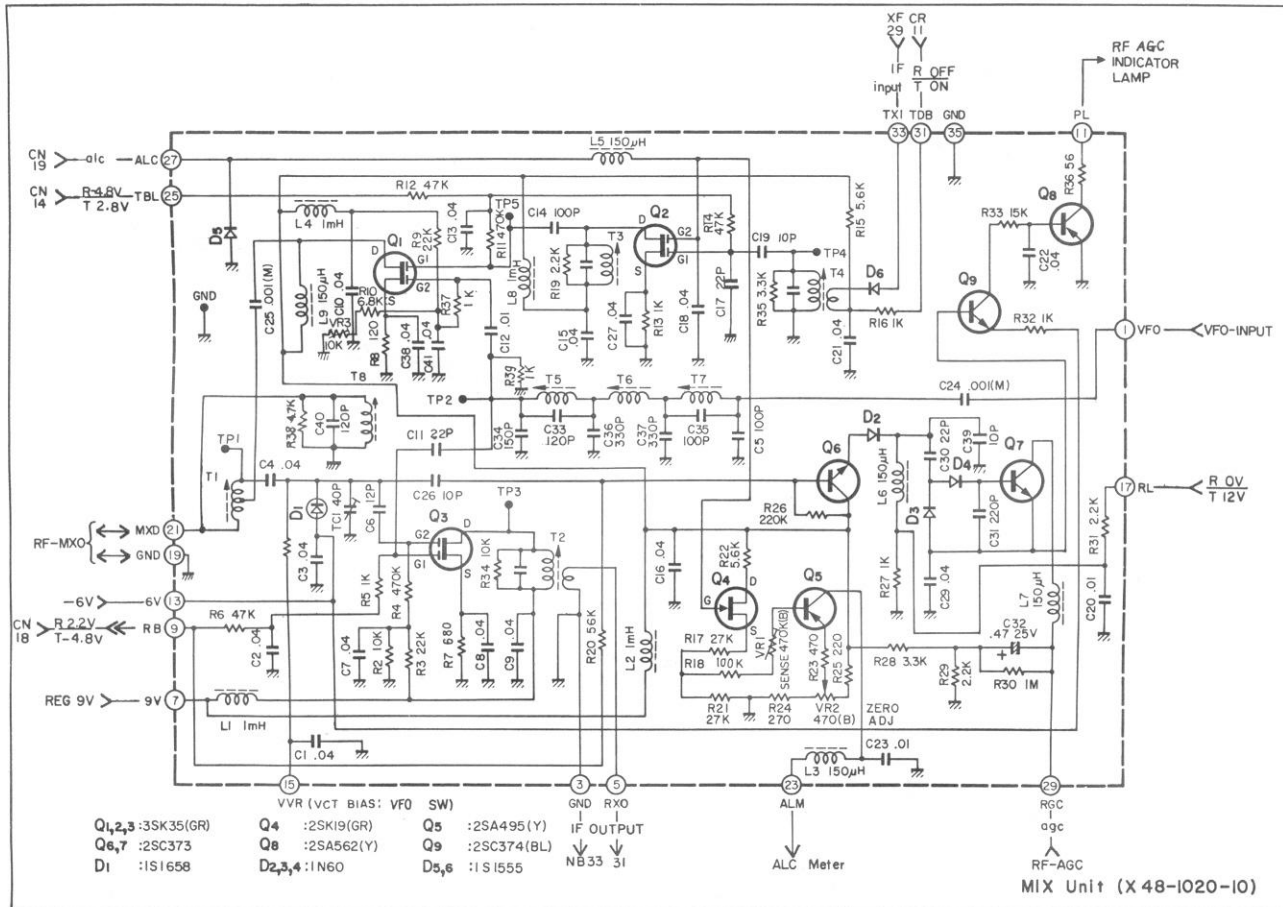 XF CR
29 11
IF R OFF
input T ON
RF AGC
INDICATOR
LAMP
TX1 TDB GND PL
33 31 35 11
CN
19 alc ALC 27
L5 150μH
R36 56
CN
14 R-4.8V
T 2.8V TBL 25
R12 47K
TP5
C14 100P
Q2
R14 47K
R15 5.6K
R33 15K
Q8
D5
L4 1mH
R9 22K
C13 .04
R11 470K
D
G2
G1
S
T3
C19 10P
TP4
C22 .04
Q1
D
G1
G2
S
T4
D6
Q9
GND
C25 .001(M)
L9 150μH
C10 .04
R10
6.8K
R37
1K
L8 1mH
R19 2.2K
C17 22P
R35 3.3K
R16 1K
R32 1K
VR3
10K
R8 120
C38 .04
C41 .04
C12 .01
C15 .04
C27 .04
R13 1K
C18 .04
C21 .04
1 VFO VFO-INPUT
T8
R39 1K
T5 T6 T7
TP2
C24 .001(M)
R38 4.7K
C40 120P
C11 22P
C34 150P
C33
120P
C36 330P
C37 330P
C35
100P
C5 100P
D2
C30 22P
C39 10P
Q7
TP1
C4 .04
T1
Q6
L6 150μH
D4
17 RL R 0V
T 12V
D1
TC1 40P
C6 12P
C26 10P
TP3
R26
220K
D3
C31 220P
R31 2.2K
RF-MXO MXD 21
GND 19
Q3
D
G2
G1
S
T2
C3 .04
R5 1K
R4 470K
R34 10K
C16 .04
R22 5.6K
Q4
D
G
S
Q5
R27 1K
C29 .04
L7 150μH
C20 .01
-6V 6V 13
CN
18 R 2.2V
T-4.8V RB 9
R6 47K
C2 .04
C7 .04
R2 10K
R3 22K
R7 680
C8 .04
C9 .04
R20 56K
L2 1mH
R17 27K
R18
100K
VR1
SENSE 470K(B)
R23 470
R25 220
C32
.47 25V
+
R28 3.3K
R29 2.2K
R30 1M
REG 9V 9V 7
L1 1mH
R21
27K
R24
270
VR2
470(B)
ZERO
ADJ
C1 .04
L3 150μH
C23 .01
15 3 5 23 29
VVR (VCT BIAS: VFO SW) GND RXO ALM RGC
Q1,2,3 :3SK35(GR) Q4 :2SK19(GR) Q5 :2SA495(Y)
Q6,7 :2SC373 Q8 :2SA562(Y) Q9 :2SC374(BL)
D1 :1S1658 D2,3,4 :1N60 D5,6 :1S1555
IF OUTPUT
NB33 31
ALC Meter
agc
RF-AGC
MIX Unit (X48-1020-10)